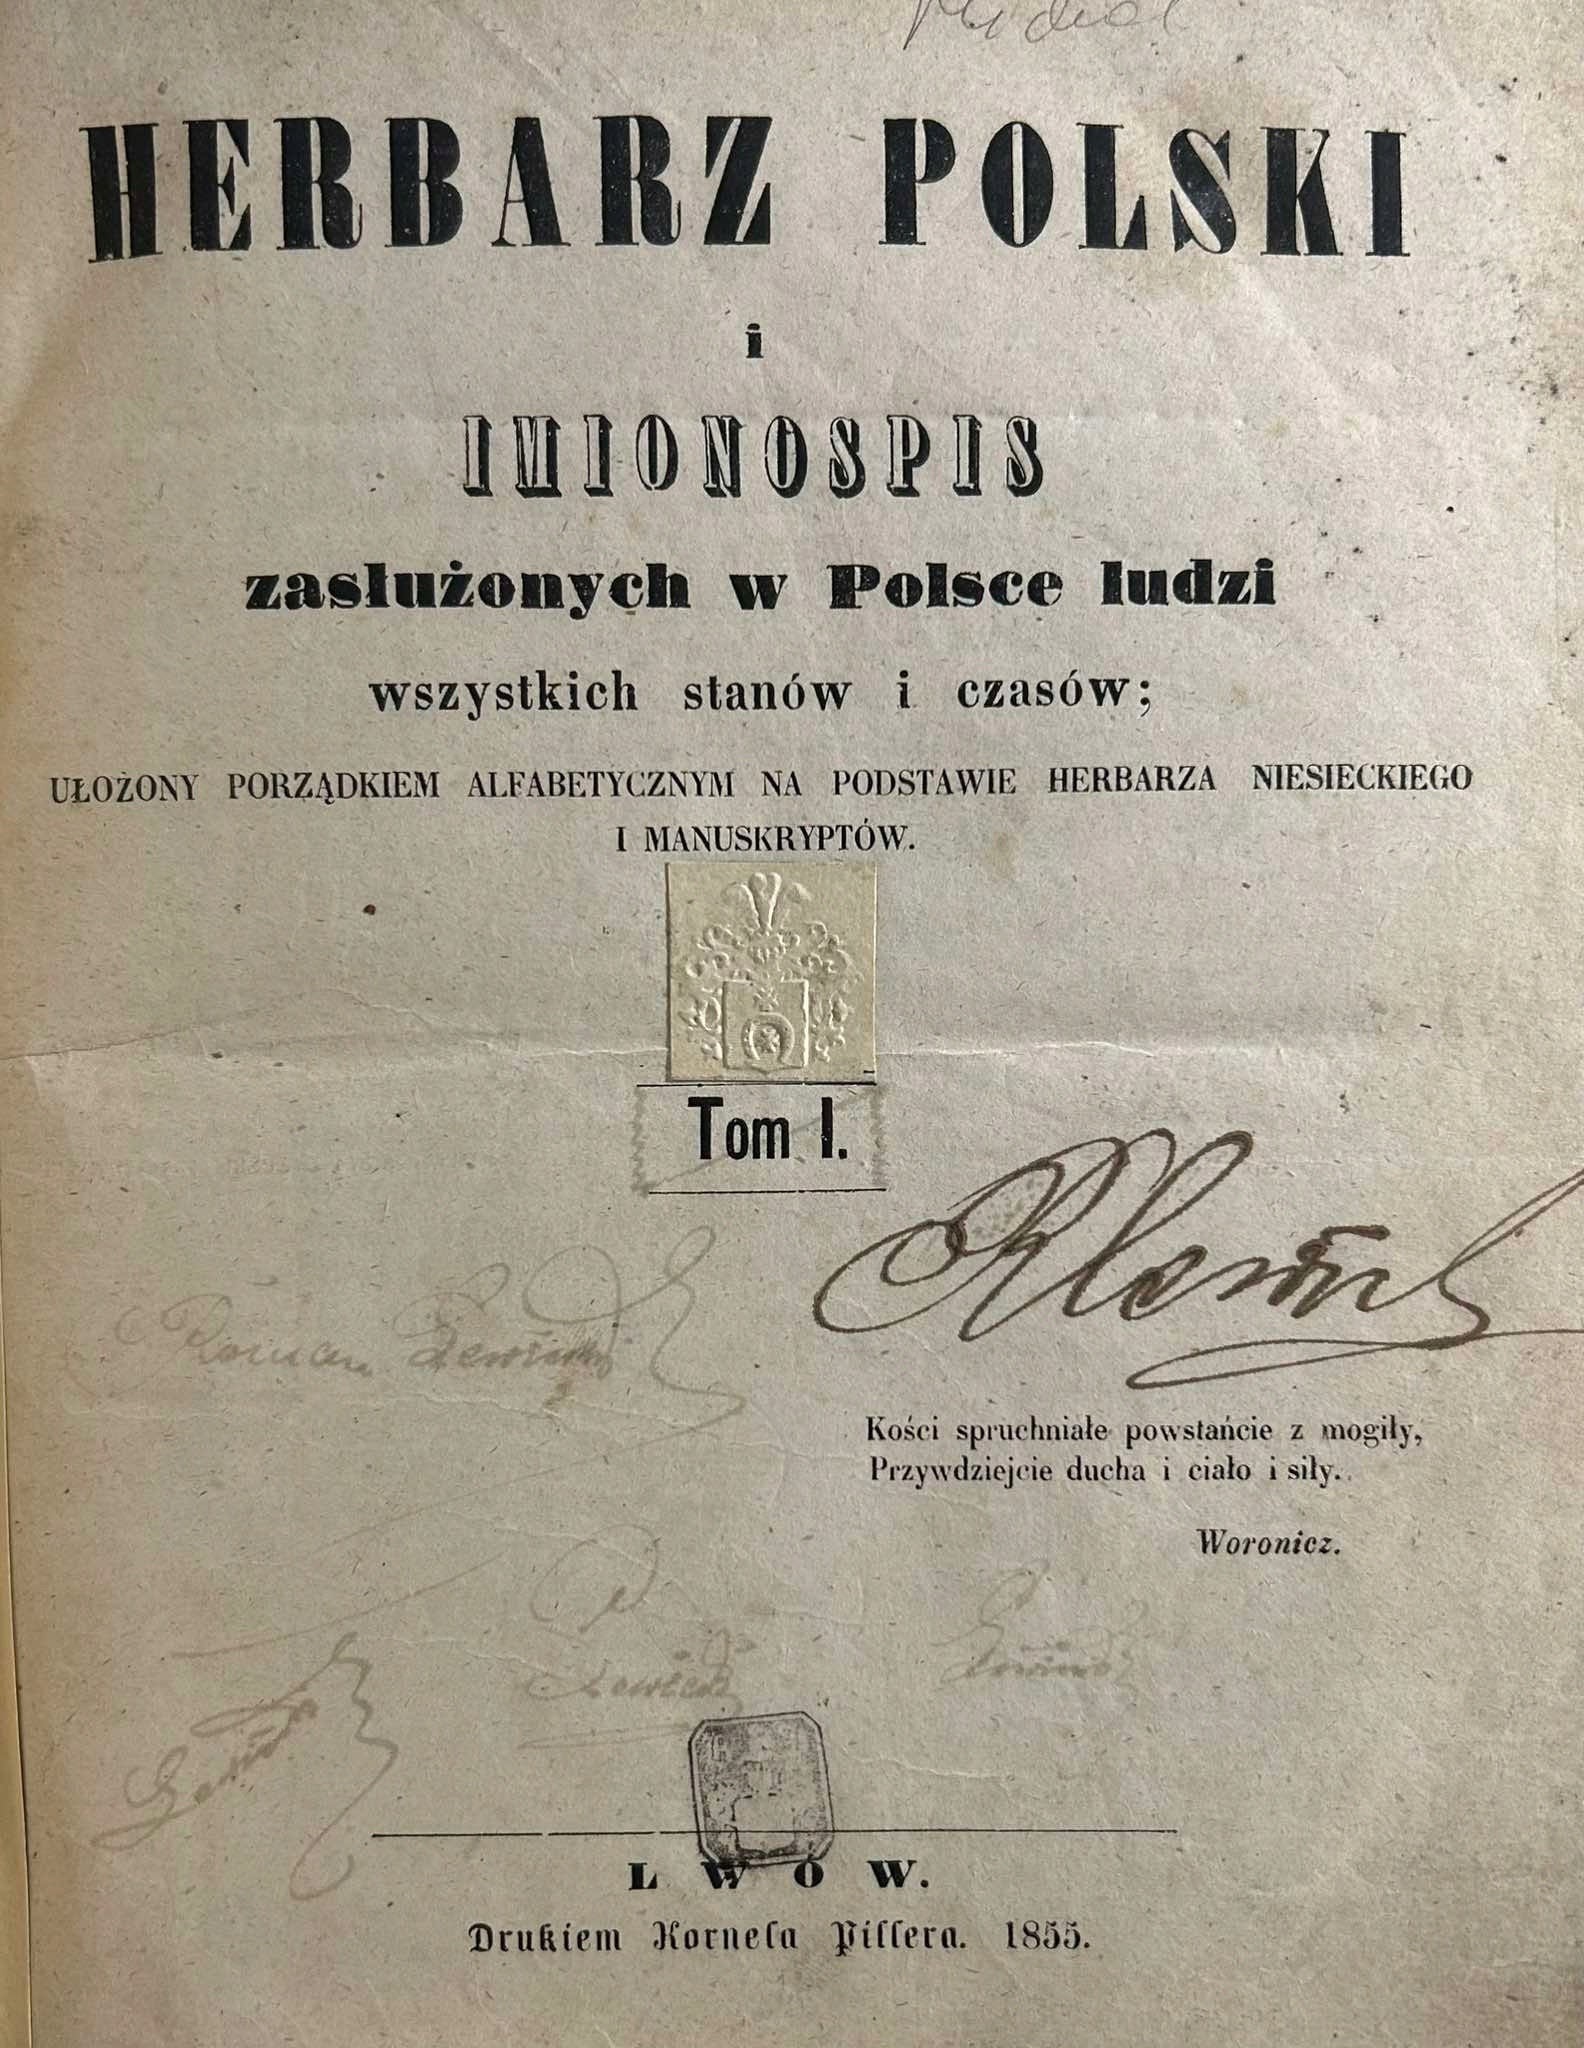 HERBARZ POLSKI
i
IMIONOSPIS
zasłużonych w Polsce ludzi
wszystkich stanów i czasów;
UŁOŻONY PORZĄDKIEM ALFABETYCZNYM NA PODSTAWIE HERBARZA NIESIECKIEGO
I MANUSKRYPTÓW.
Tom I.
Roman
Kości spruchniałe powstańcie z mogiły,
Przywdziejcie ducha i ciało i siły.
Woronicz.
LWÓW.
Drukiem Kornela Pillera. 1855.